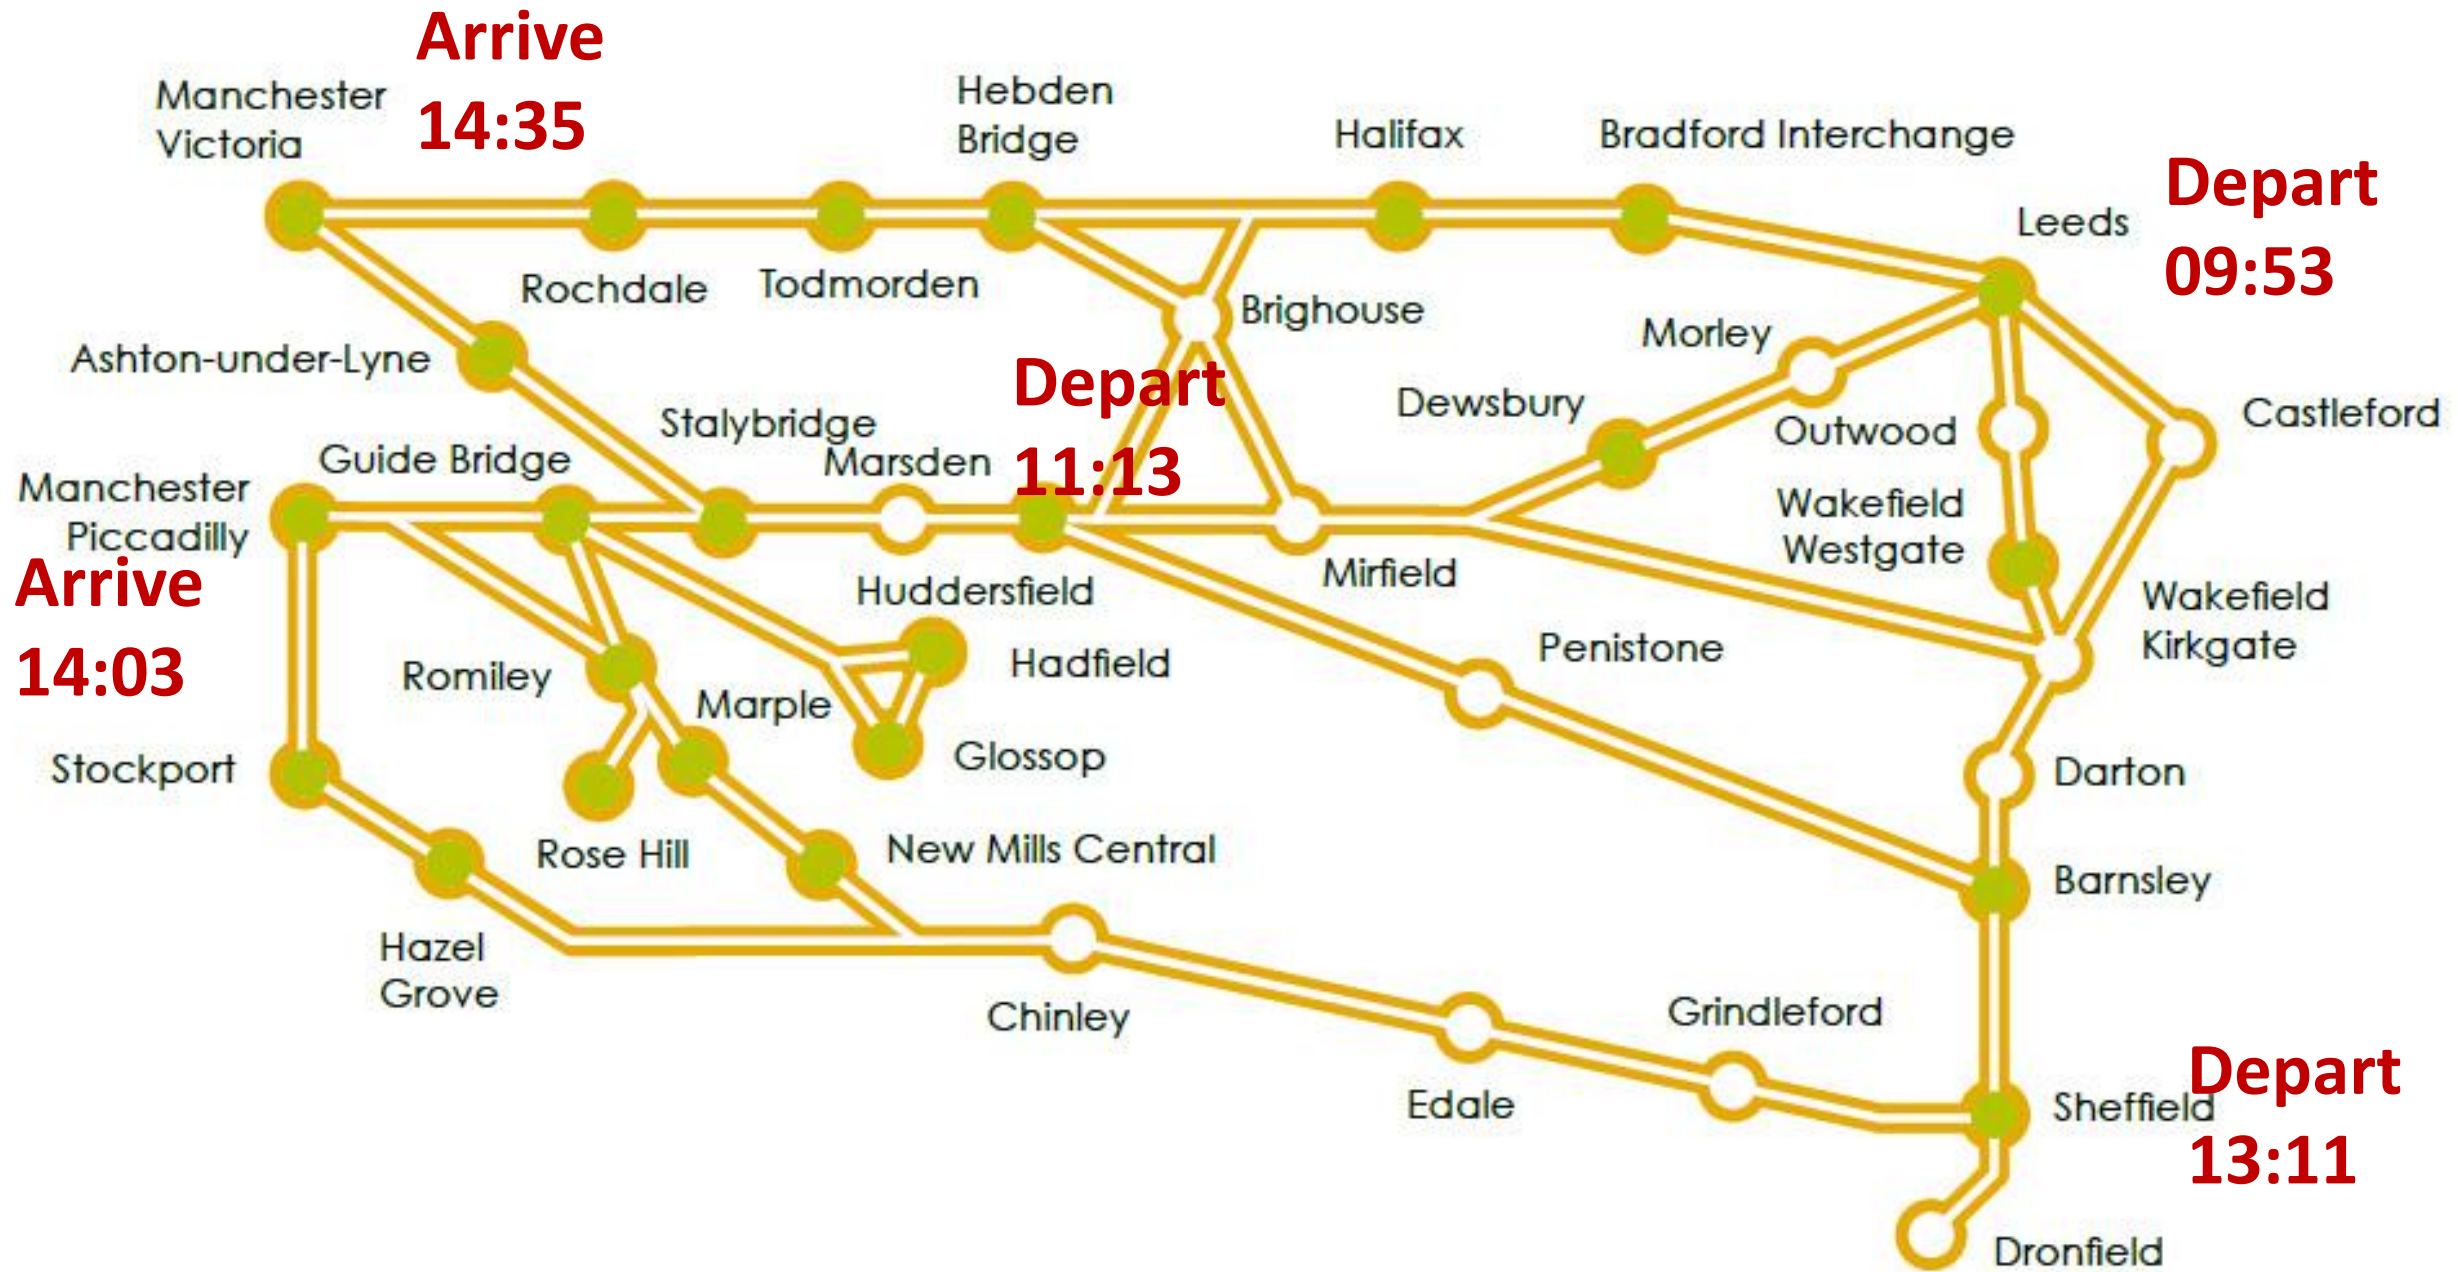 Arrive
14:35
Manchester
Victoria
Hebden
Bridge
Halifax
Bradford Interchange
Depart
09:53
Leeds
Rochdale
Todmorden
Brighouse
Morley
Ashton-under-Lyne
Depart
11:13
Dewsbury
Castleford
Outwood
Stalybridge
Marsden
Guide Bridge
Manchester
Piccadilly
Wakefield
Westgate
Arrive
14:03
Huddersfield
Mirfield
Wakefield
Kirkgate
Hadfield
Penistone
Romiley
Marple
Glossop
Stockport
Darton
Rose Hill
New Mills Central
Barnsley
Hazel
Grove
Chinley
Grindleford
Edale
Sheffield
Depart
13:11
Dronfield